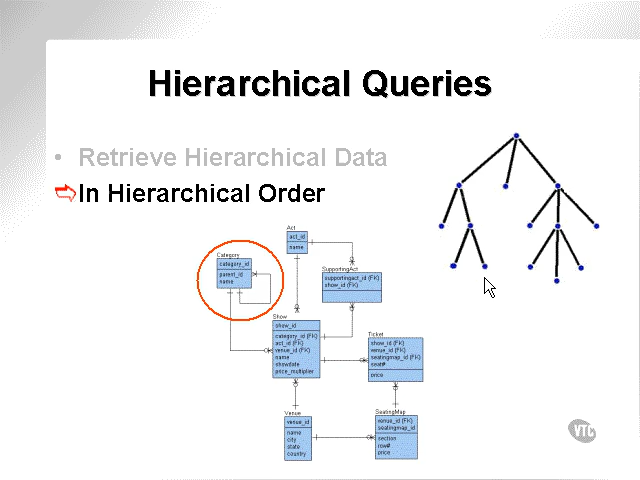 Hierarchical Queries
• Retrieve Hierarchical Data
In Hierarchical Order
Act
act_id
name
Category
category_id
parent_id
name
SupportingAct
supportingact_id (FK)
show_id (FK)
Show
show_id
category_id (FK)
act_id (FK)
venue_id (FK)
name
showdate
price_multiplier
Ticket
show_id (FK)
venue_id (FK)
seatingmap_id (FK)
seat#
price
Venue
venue_id
name
city
state
country
SeatingMap
venue_id (FK)
seatingmap_id
section
row#
price
VTC